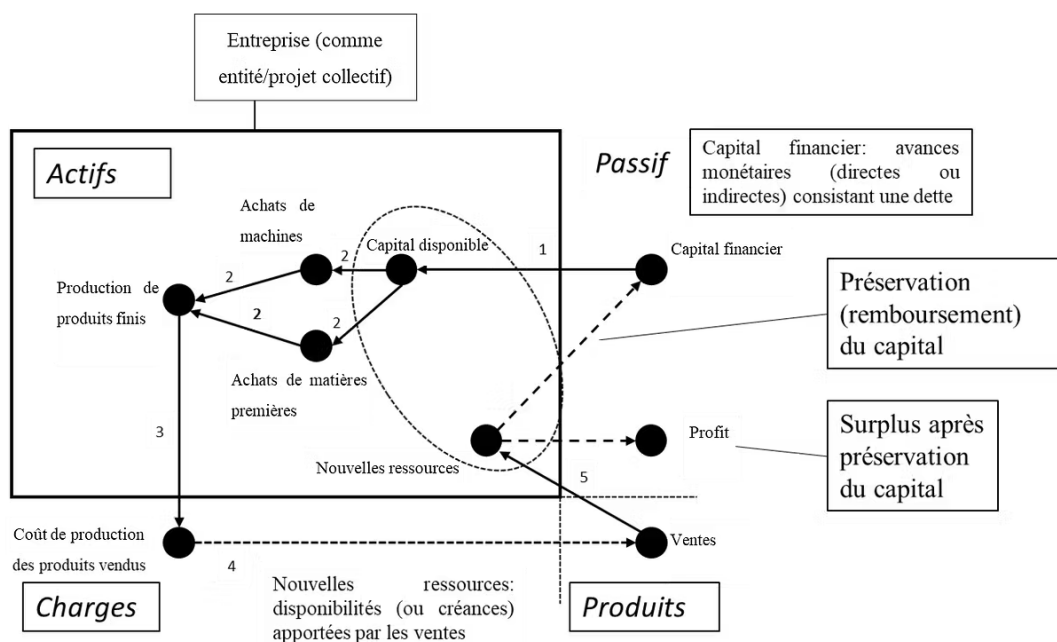 Entreprise (comme
entité/projet collectif)
Actifs
Passif
Capital financier: avances
monétaires (directes ou
indirectes) consistant une dette
Achats de
machines
Capital disponible
1
Capital financier
2
2
Production de
produits finis
2
2
Achats de matières
premières
Préservation
(remboursement)
du capital
3
Nouvelles ressources
Profit
Surplus après
préservation
du capital
5
Coût de production
des produits vendus
4
Ventes
Charges
Nouvelles ressources:
disponibilités (ou créances)
apportées par les ventes
Produits